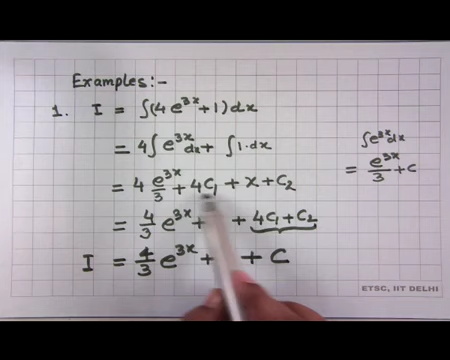 Examples:-
1. I = ∫(4e^{3x}+1)dx
= 4∫e^{3x}dx + ∫1·dx
∫e^{3x}dx
= e^{3x}/3 + C
= 4 e^{3x}/3 + 4C₁ + x + C₂
= 4/3 e^{3x} + + 4C₁+C₂
I = 4/3 e^{3x} + + C
ETSC, IIT DELHI